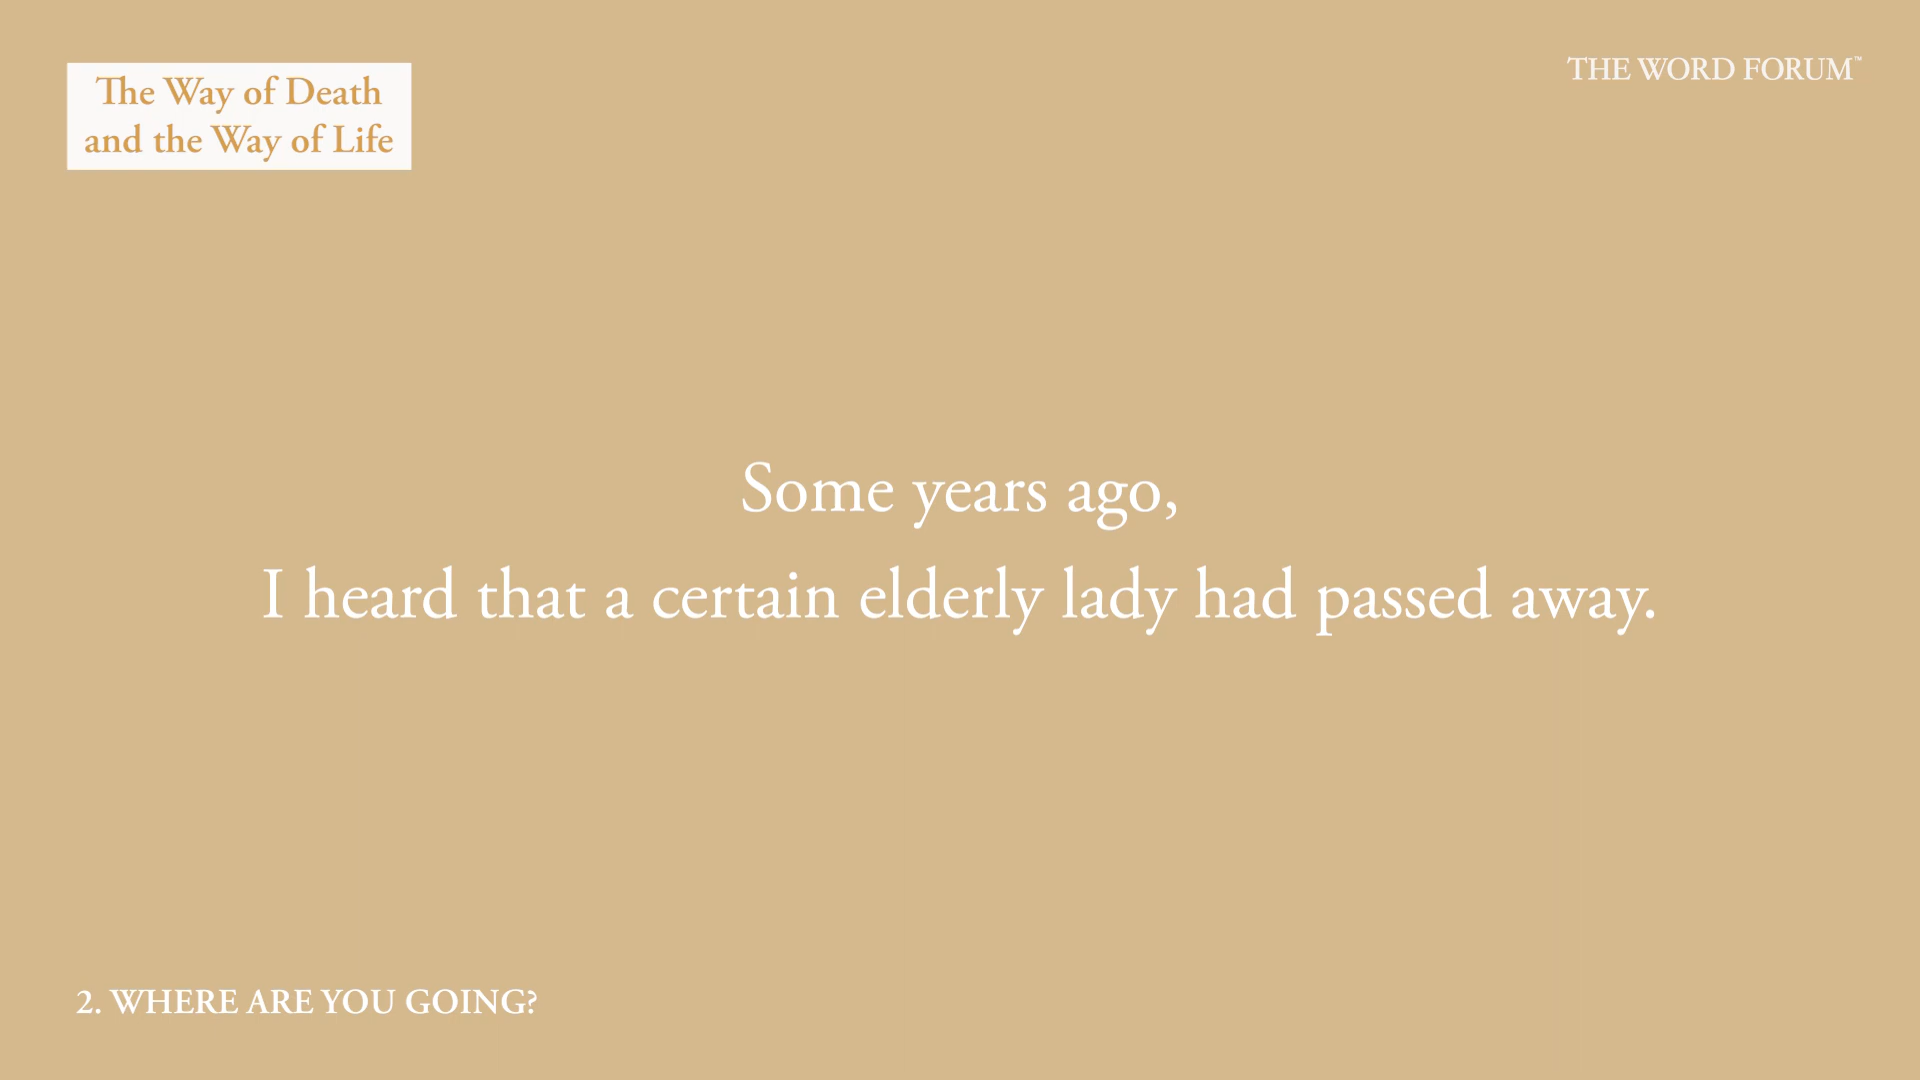 The Way of Death
and the Way of Life
THE WORD FORUM™
Some years ago,
I heard that a certain elderly lady had passed away.
2. WHERE ARE YOU GOING?